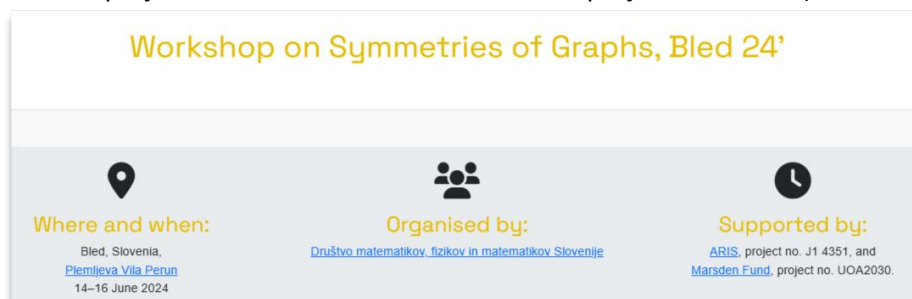 Workshop on Symmetries of Graphs, Bled 24’
Where and when:
Bled, Slovenia,
Plemljeva Vila Perun
14–16 June 2024
Organised by:
Društvo matematikov, fizikov in matematikov Slovenije
Supported by:
ARIS, project no. J1 4351, and
Marsden Fund, project no. UOA2030.